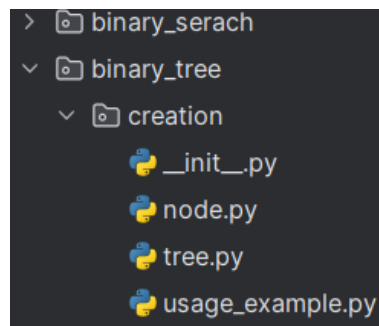 binary_serach
binary_tree
creation
__init__.py
node.py
tree.py
usage_example.py